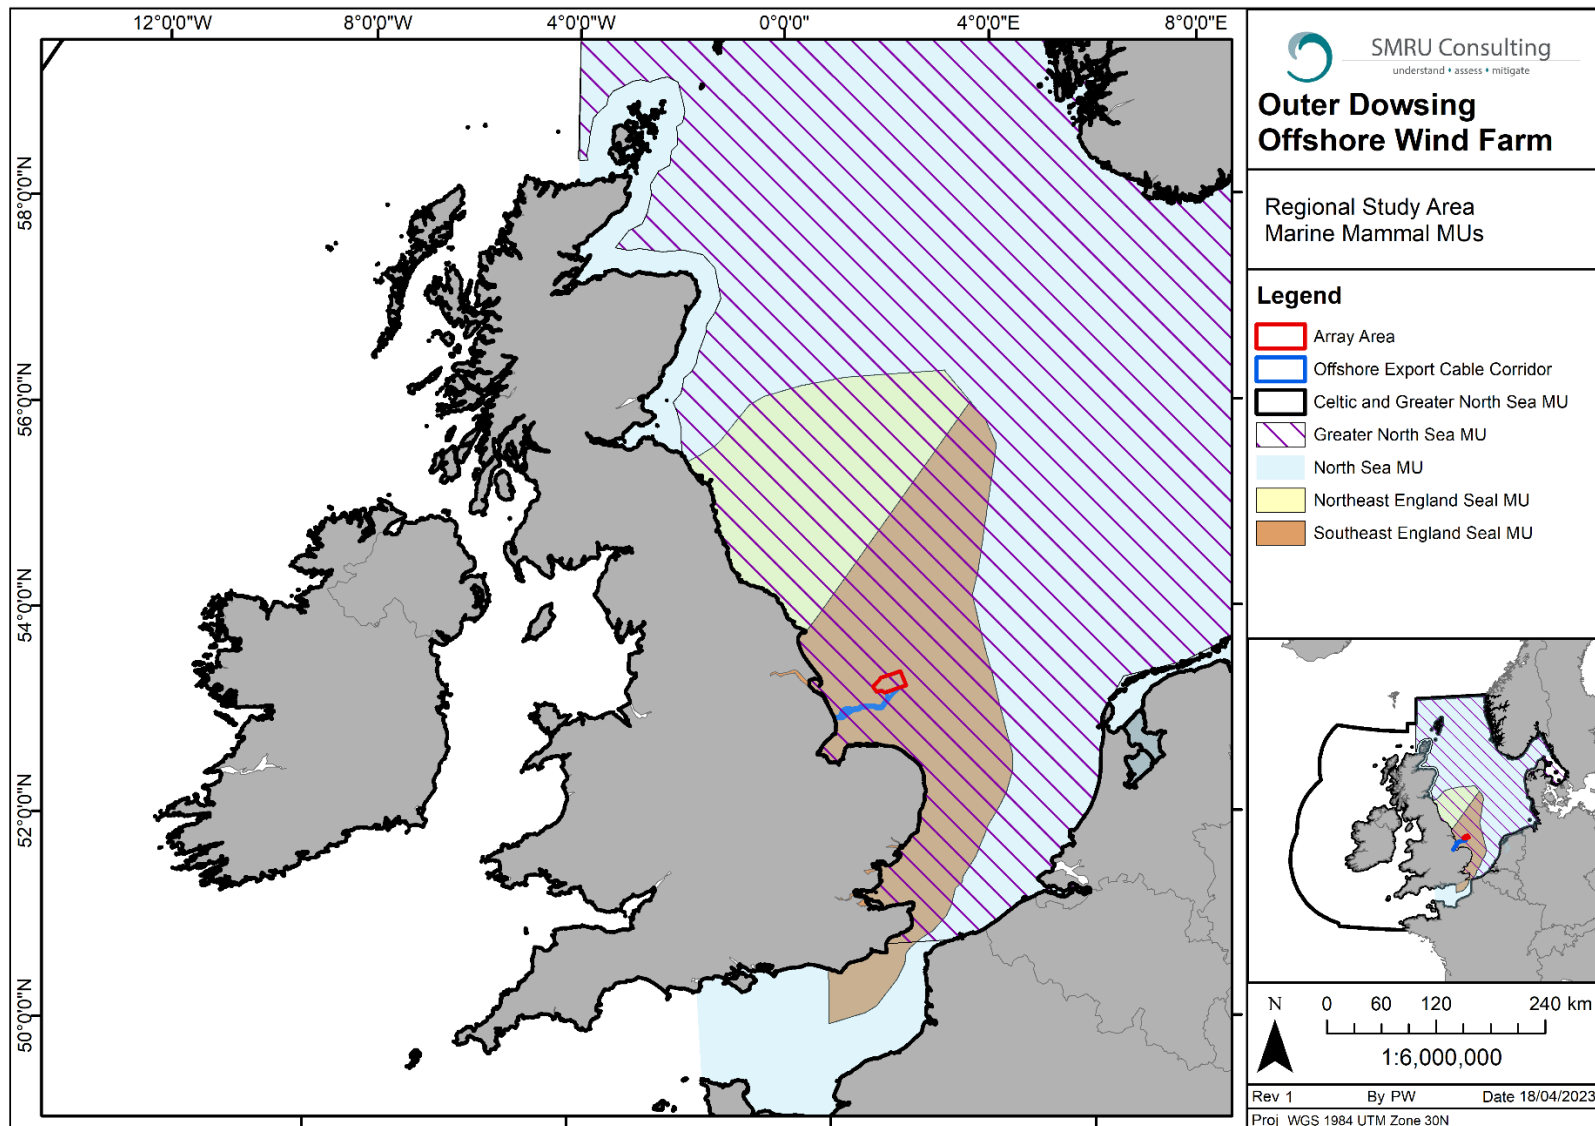 12°0'0"W
8°0'0"W
4°0'0"W
0°0'0"
4°0'0"E
8°0'0"E
58°0'0"N
56°0'0"N
54°0'0"N
52°0'0"N
50°0'0"N
SMRU Consulting
understand • assess • mitigate
Outer Dowsing
Offshore Wind Farm
Regional Study Area
Marine Mammal MUs
Legend
Array Area
Offshore Export Cable Corridor
Celtic and Greater North Sea MU
Greater North Sea MU
North Sea MU
Northeast England Seal MU
Southeast England Seal MU
N
0 60 120 240 km
1:6,000,000
Rev 1 By PW Date 18/04/2023
Proj WGS 1984 UTM Zone 30N